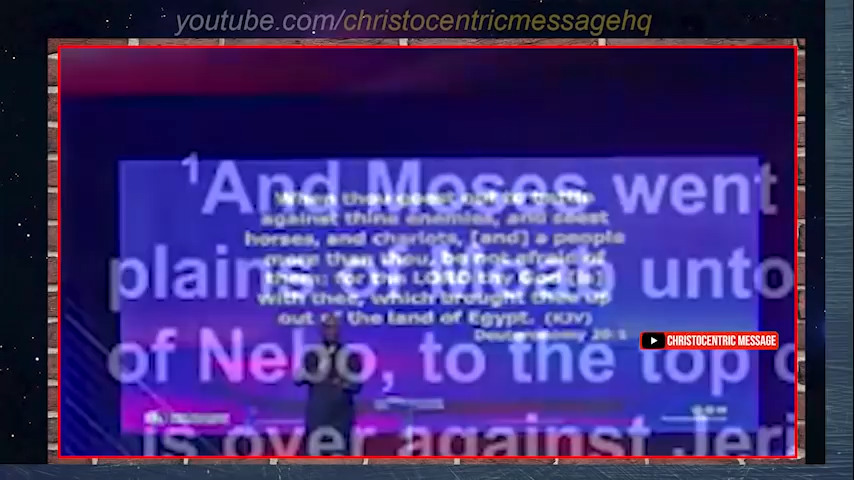 youtube.com/christocentricmessagehq
1And Moses went
When thou goest out to battle
against thine enemies, and seest
horses, and chariots, [and] a people
more than thou, be not afraid of
them: for the LORD thy God [is]
with thee, which brought thee up
out of the land of Egypt. (KJV)
Deuteronomy 20:1
plains unto
of Nebo, to the top
is over against
CHRISTOCENTRIC MESSAGE